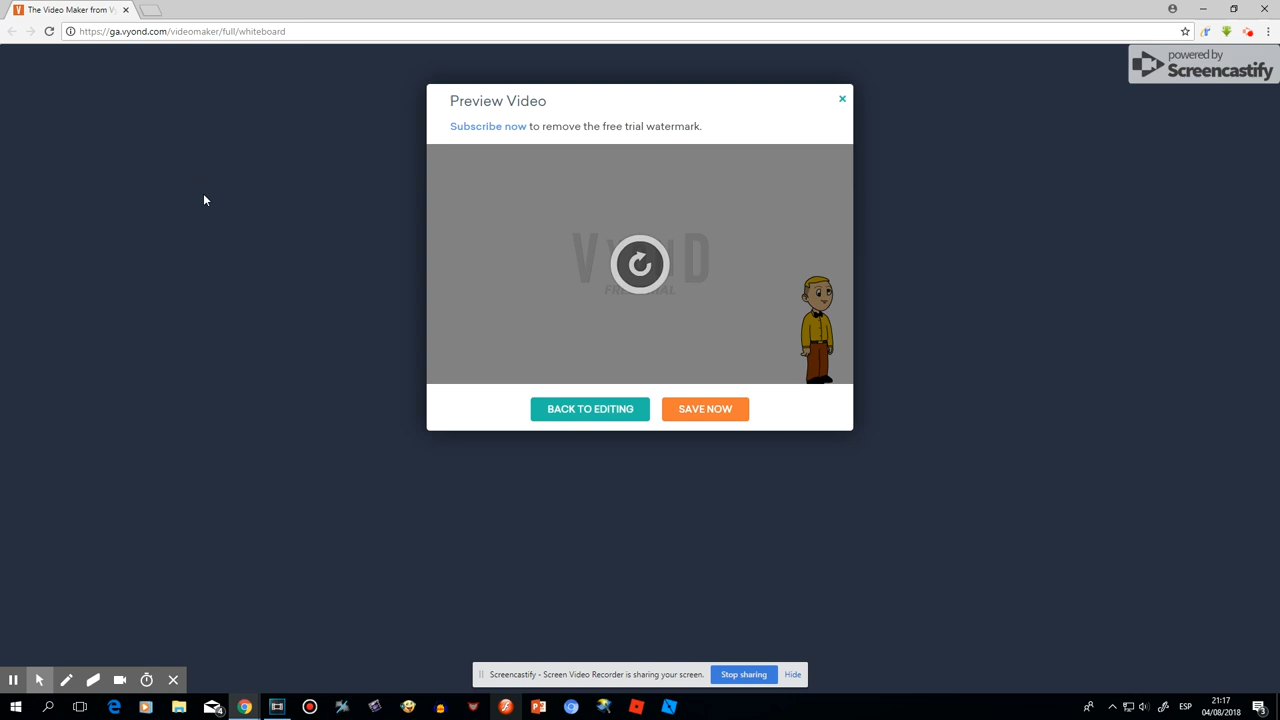 The Video Maker from V
https://ga.vyond.com/videomaker/full/whiteboard
powered by
Screencastify
Preview Video
Subscribe now to remove the free trial watermark.
BACK TO EDITING
SAVE NOW
Screencastify - Screen Video Recorder is sharing your screen.
Stop sharing
Hide
4
ESP
21:17
04/08/2018
3